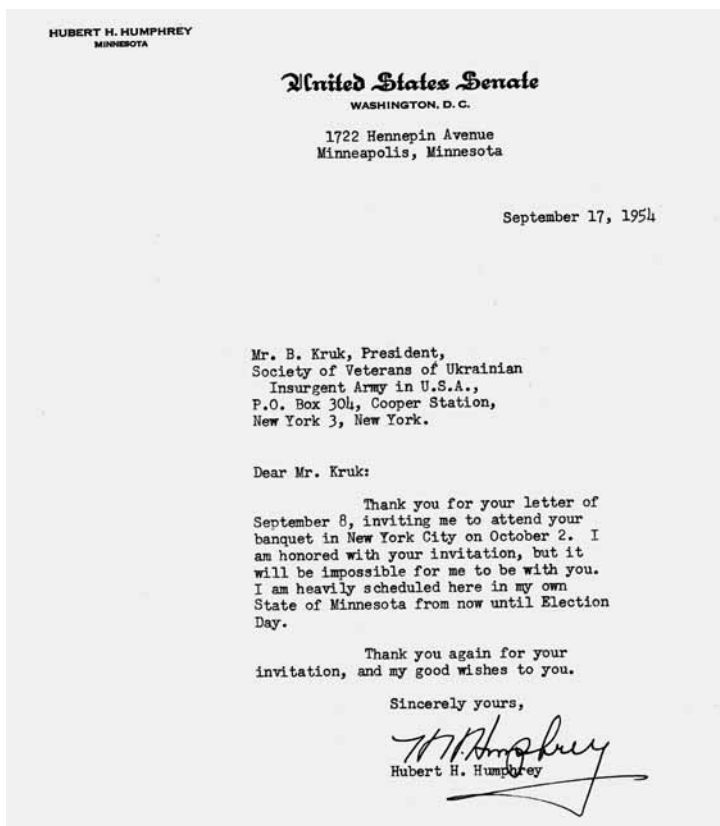 HUBERT H. HUMPHREY
MINNESOTA
United States Senate
WASHINGTON, D. C.
1722 Hennepin Avenue
Minneapolis, Minnesota
September 17, 1954
Mr. B. Kruk, President,
Society of Veterans of Ukrainian
Insurgent Army in U.S.A.,
P.O. Box 304, Cooper Station,
New York 3, New York.
Dear Mr. Kruk:
Thank you for your letter of
September 8, inviting me to attend your
banquet in New York City on October 2. I
am honored with your invitation, but it
will be impossible for me to be with you.
I am heavily scheduled here in my own
State of Minnesota from now until Election
Day.
Thank you again for your
invitation, and my good wishes to you.
Sincerely yours,
H H Humphrey
Hubert H. Humphrey